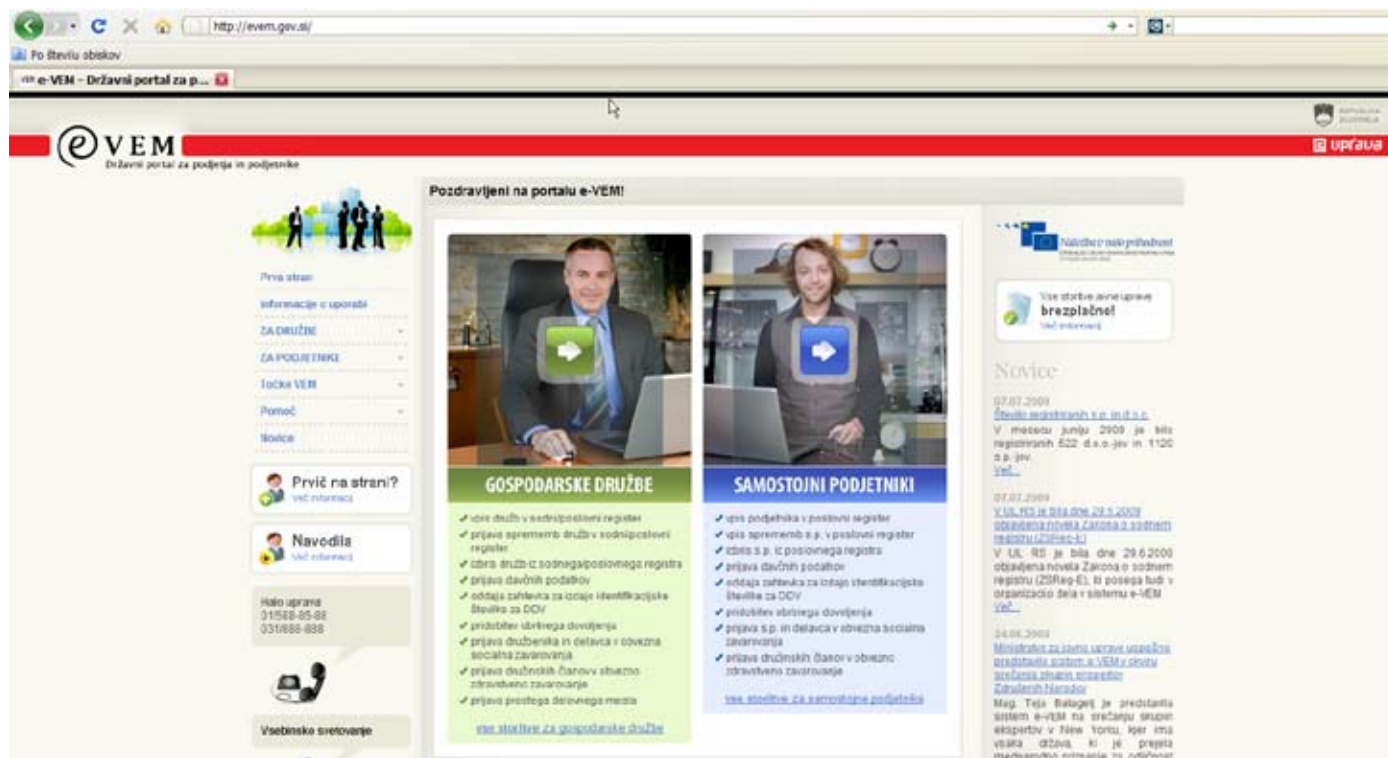 http://evem.gov.si/
Po številu obiskov
e-VEM - Državni portal za p...
REPUBLIKA
SLOVENIJA
e VEM
Državni portal za podjetja in podjetnike
uprava
Pozdravljeni na portalu e-VEM!
Prva stran
Informacije o uporabi
ZA DRUŽBE
ZA PODJETNIKE
Točke VEM
Pomoč
Novice
Prvič na strani?
Več informacij
Navodila
Več informacij
Halo uprava
031/888-888
Vsebinsko svetovanje
GOSPODARSKE DRUŽBE
vpis družb v sodni/poslovni register
prijava sprememb družb v sodni/poslovni
register
izbris družb iz sodnega/poslovnega registra
prijava davčnih podatkov
oddaja zahtevka za izdajo identifikacijske
številke za DDV
pridobitev obrtnega dovoljenja
prijava družbenika in delavca v obvezna
socialna zavarovanja
prijava družinskih članov v obvezno
zdravstveno zavarovanje
prijava prostega delovnega mesta
vse storitve za gospodarske družbe
SAMOSTOJNI PODJETNIKI
vpis podjetnika v poslovni register
vpis sprememb s.p. v poslovni register
izbris s.p. iz poslovnega registra
prijava davčnih podatkov
oddaja zahtevka za izdajo identifikacijske
številke za DDV
pridobitev obrtnega dovoljenja
prijava s.p. in delavca v obvezna socialna
zavarovanja
prijava družinskih članov v obvezno
zdravstveno zavarovanje
vse storitve za samostojne podjetnike
Naložba v vašo prihodnost
Vse storitve javne uprave
brezplačno!
Več informacij
Novice
07.07.2009
Število registriranih s.p. in d.o.o.
V mesecu juniju 2009 je bilo
registriranih 522 d.o.o.-jev in 1120
s.p.-jev.
Več...
07.07.2009
V UL RS je bila dne 29.6.2009
objavljena novela Zakona o sodnem
registru (ZSReg-E)
V UL RS je bila dne 29.6.2009
objavljena novela Zakona o sodnem
registru (ZSReg-E), ki posega tudi v
organizacijo dela v sistemu e-VEM
Več...
24.06.2009
Ministrstvo za javno upravo uspešno
predstavilo sistem e-VEM v okviru
srečanja skupin ekspertov
Združenih Narodov
Mag. Teja Batagelj je predstavila
sistem e-VEM na srečanju skupin
ekspertov v New Yorku, kjer ima
vsaka država, ki je prejela
mednarodno priznanje za odličnost